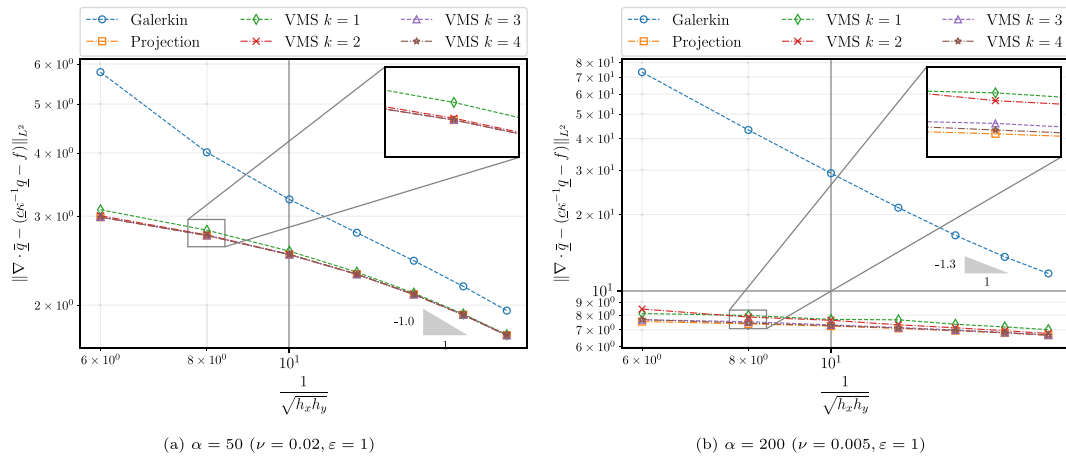 Galerkin VMS k = 1 VMS k = 3
Projection VMS k = 2 VMS k = 4
6 × 10⁰
5 × 10⁰
4 × 10⁰
3 × 10⁰
2 × 10⁰
‖∇ · q̲̄ − (c̲κ⁻¹q̲ − f)‖_{L²}
-1.0
1
6 × 10⁰ 8 × 10⁰ 10¹
1/√(hₓh_y)
(a) α = 50 (ν = 0.02, ε = 1)
Galerkin VMS k = 1 VMS k = 3
Projection VMS k = 2 VMS k = 4
8 × 10¹
7 × 10¹
6 × 10¹
5 × 10¹
4 × 10¹
3 × 10¹
2 × 10¹
10¹
9 × 10⁰
8 × 10⁰
7 × 10⁰
6 × 10⁰
‖∇ · q̲̄ − (c̲κ⁻¹q̲ − f)‖_{L²}
-1.3
1
6 × 10⁰ 8 × 10⁰ 10¹
1/√(hₓh_y)
(b) α = 200 (ν = 0.005, ε = 1)